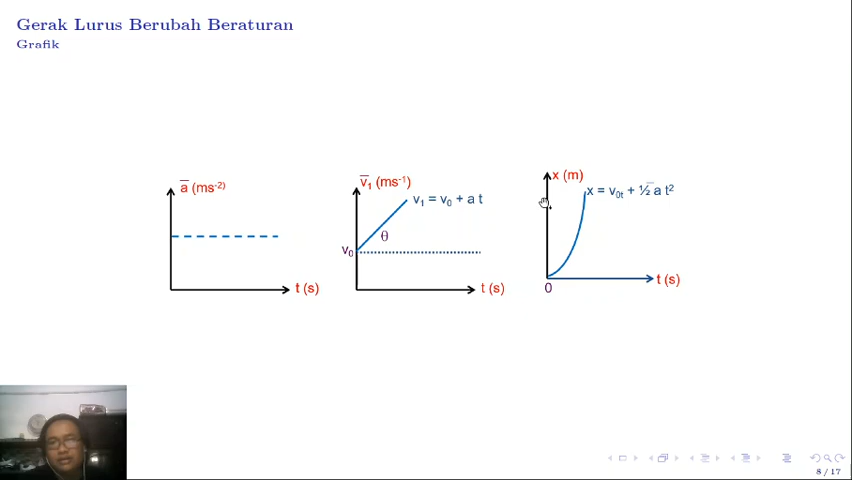 Gerak Lurus Berubah Beraturan
Grafik
a̅ (ms⁻²)
t (s)
v̅₁ (ms⁻¹)
v₁ = v₀ + a t
θ
v₀
t (s)
x (m)
x = v₀ₜ + ½ a̅ t²
t (s)
0
8 / 17